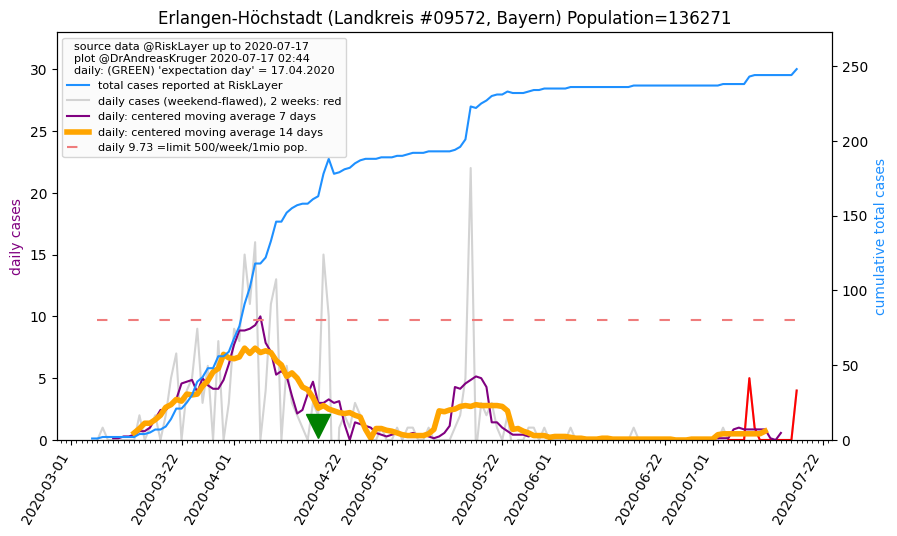 Erlangen-Höchstadt (Landkreis #09572, Bayern) Population=136271
source data @RiskLayer up to 2020-07-17
plot @DrAndreasKruger 2020-07-17 02:44
daily: (GREEN) 'expectation day' = 17.04.2020
total cases reported at RiskLayer
daily cases (weekend-flawed), 2 weeks: red
daily: centered moving average 7 days
daily: centered moving average 14 days
daily 9.73 =limit 500/week/1mio pop.
daily cases
30
25
20
15
10
5
0
cumulative total cases
250
200
150
100
50
0
2020-03-01
2020-03-22
2020-04-01
2020-04-22
2020-05-01
2020-05-22
2020-06-01
2020-06-22
2020-07-01
2020-07-22